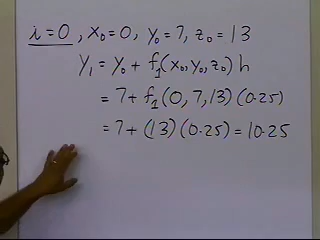 i=0, x₀=0, y₀=7, z₀=13
y₁ = y₀ + f₁(x₀,y₀,z₀)h
= 7+f₁(0,7,13)(0.25)
= 7+(13)(0.25)=10.25